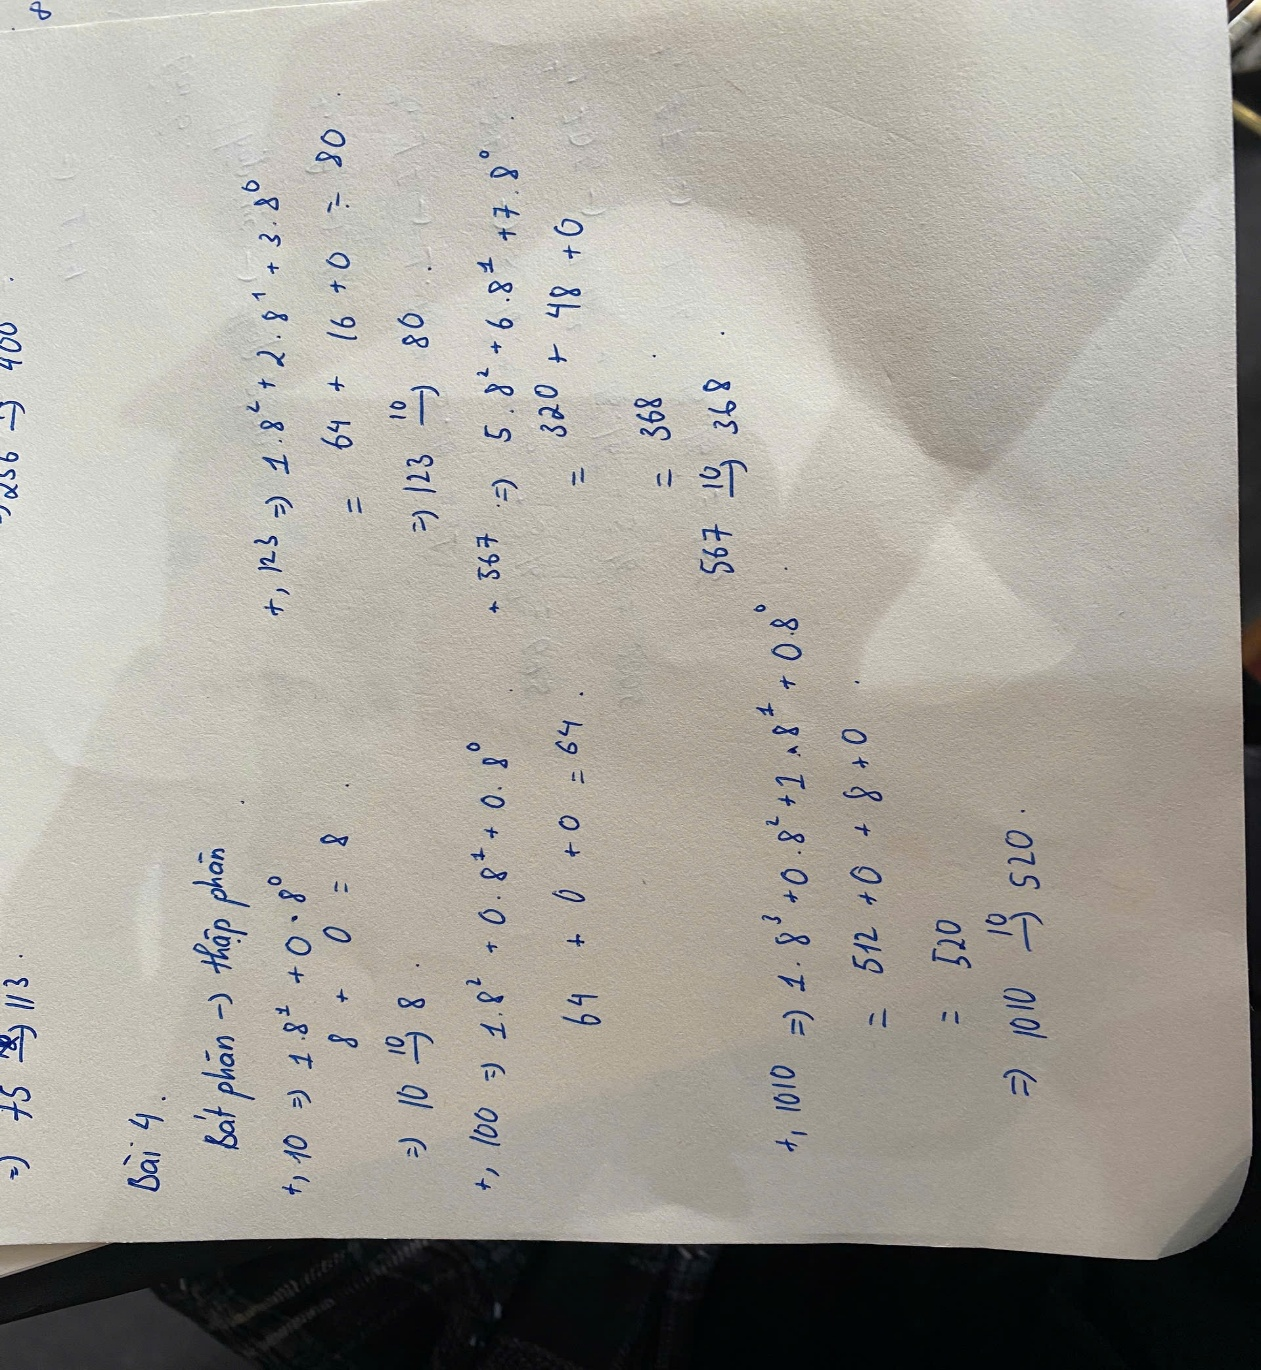 8
=) 75 8→ 113.
=) 256 → 400.
Bài 4.
Bát phân → thập phân
+, 10 => 1.8¹ + 0.8⁰
8 + 0 = 8.
=) 10 10→ 8.
+, 100 => 1.8² + 0.8¹ + 0.8⁰
64 + 0 + 0 = 64.
+, 123 => 1.8² + 2.8¹ + 3.8⁰
= 64 + 16 + 0 = 80.
=) 123 10→ 80.
+ 567 => 5.8² + 6.8¹ + 7.8⁰.
= 320 + 48 + 0
= 368.
567 10→ 368.
+, 1010 => 1.8³ + 0.8² + 1.8¹ + 0.8⁰.
= 512 + 0 + 8 + 0.
= 520
=> 1010 10→ 520.